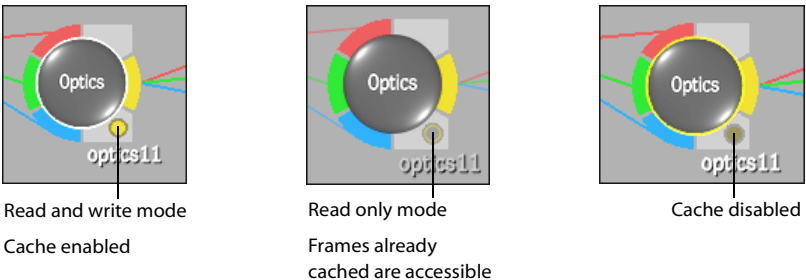 Optics
optics11
Read and write mode
Cache enabled
Optics
optics11
Read only mode
Frames already
cached are accessible
Optics
optics11
Cache disabled